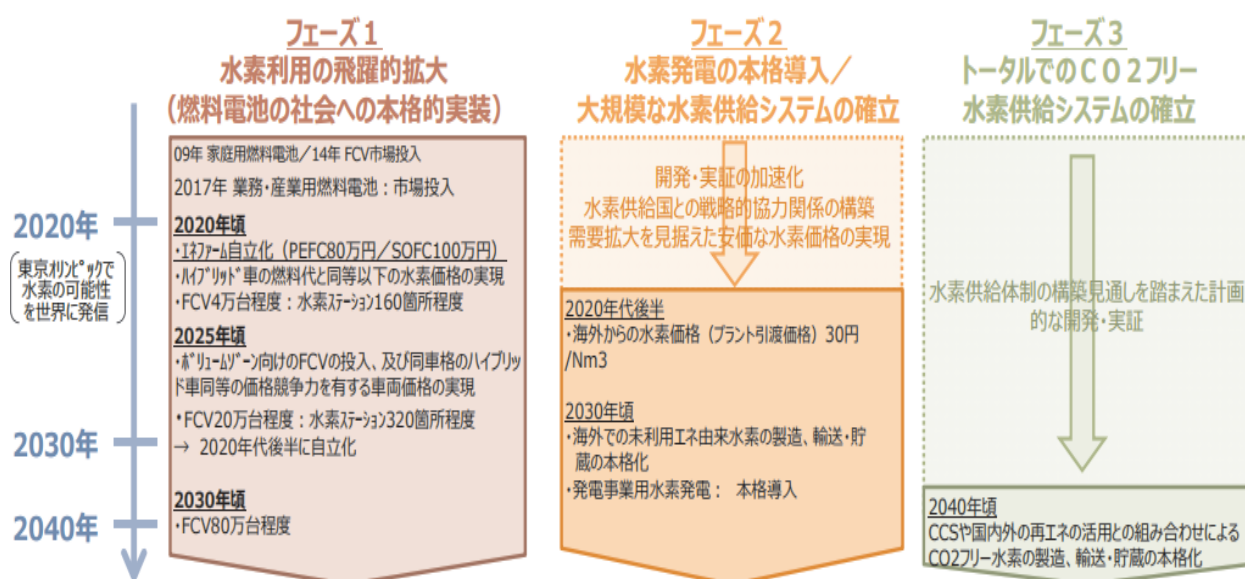 フェーズ1
水素利用の飛躍的拡大
(燃料電池の社会への本格的実装)
09年 家庭用燃料電池／14年 FCV市場投入
2017年 業務・産業用燃料電池：市場投入
2020年頃
・ｴﾈﾌｧｰﾑ自立化（PEFC80万円／SOFC100万円）
・ﾊｲﾌﾞﾘｯﾄﾞ車の燃料代と同等以下の水素価格の実現
・FCV4万台程度：水素ステーション160箇所程度
2025年頃
・ﾎﾞﾘｭｰﾑｿﾞｰﾝ向けのFCVの投入、及び同車格のハイブリッ
ド車同等の価格競争力を有する車両価格の実現
・FCV20万台程度：水素ｽﾃｰｼｮﾝ320箇所程度
→ 2020年代後半に自立化
2030年頃
・FCV80万台程度
2020年
東京ｵﾘﾝﾋﾟｯｸで
水素の可能性
を世界に発信
2030年
2040年
フェーズ２
水素発電の本格導入／
大規模な水素供給システムの確立
開発・実証の加速化
水素供給国との戦略的協力関係の構築
需要拡大を見据えた安価な水素価格の実現
2020年代後半
・海外からの水素価格（プラント引渡価格）30円
/Nm3
2030年頃
・海外での未利用エネ由来水素の製造、輸送・貯
蔵の本格化
・発電事業用水素発電： 本格導入
フェーズ３
トータルでのＣＯ２フリー
水素供給システムの確立
水素供給体制の構築見通しを踏まえた計画
的な開発・実証
2040年頃
CCSや国内外の再エネの活用との組み合わせによる
CO2フリー水素の製造、輸送・貯蔵の本格化